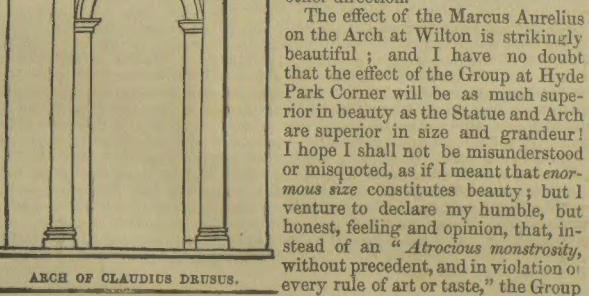 other direction.
The effect of the Marcus Aurelius
on the Arch at Wilton is strikingly
beautiful ; and I have no doubt
that the effect of the Group at Hyde
Park Corner will be as much supe-
rior in beauty as the Statue and Arch
are superior in size and grandeur!
I hope I shall not be misunderstood
or misquoted, as if I meant that enor-
mous size constitutes beauty ; but I
venture to declare my humble, but
honest, feeling and opinion, that, in-
stead of an " Atrocious monstrosity,
without precedent, and in violation o
every rule of art or taste," the Group
ARCH OF CLAUDIUS DRUSUS.